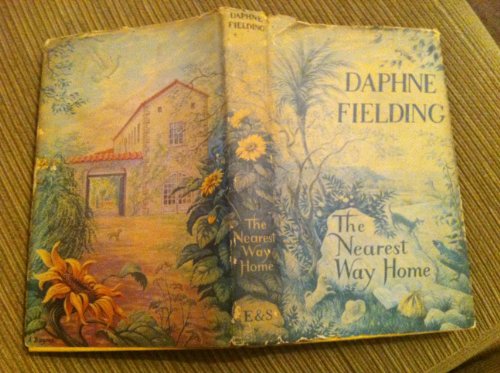 DAPHNE
FIELDING
The
Nearest
Way
Home
E&S
DAPHNE
FIELDING
The
Nearest
Way Home